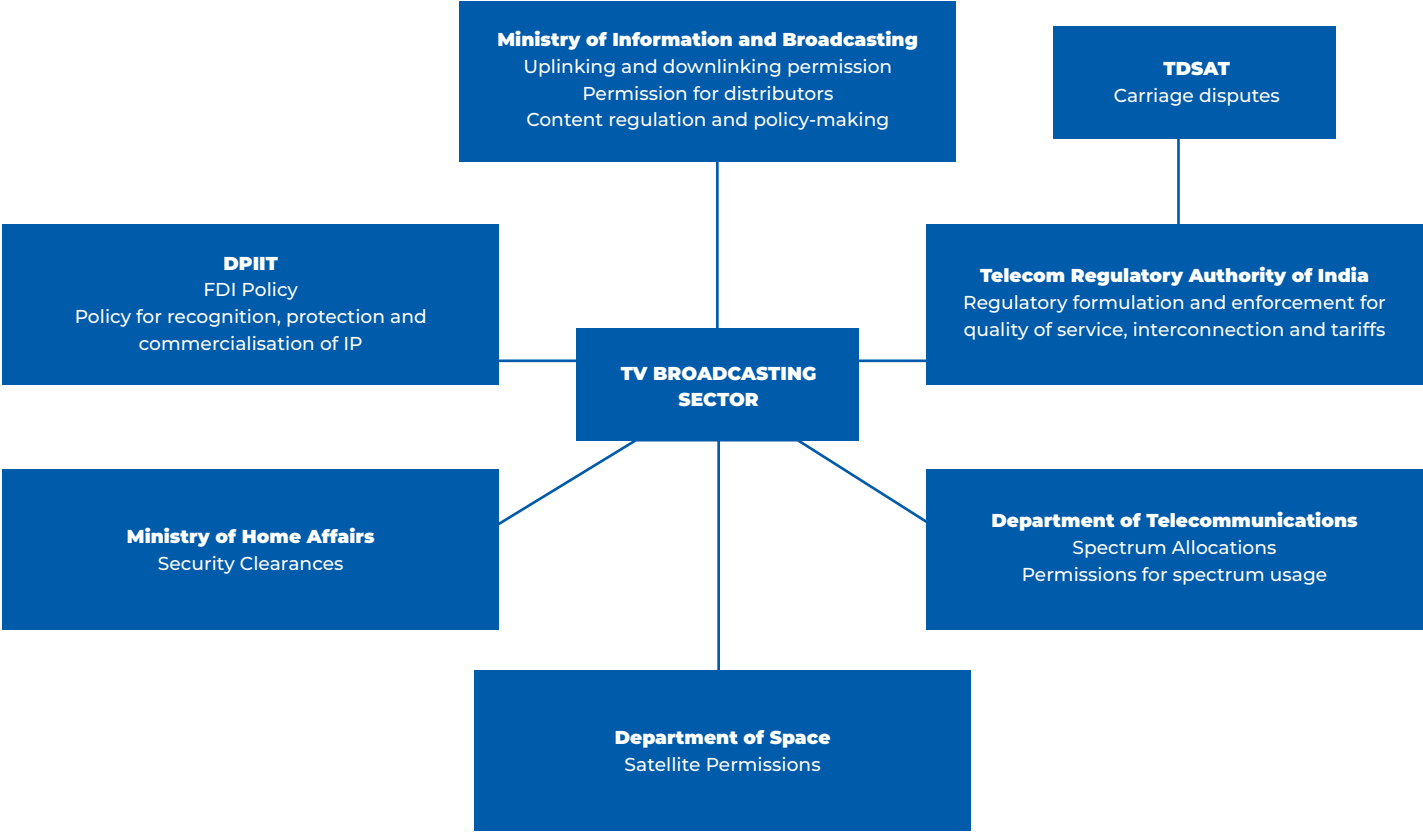 Ministry of Information and Broadcasting
Uplinking and downlinking permission
Permission for distributors
Content regulation and policy-making
TDSAT
Carriage disputes
DPIIT
FDI Policy
Policy for recognition, protection and
commercialisation of IP
Telecom Regulatory Authority of India
Regulatory formulation and enforcement for
quality of service, interconnection and tariffs
TV BROADCASTING
SECTOR
Ministry of Home Affairs
Security Clearances
Department of Telecommunications
Spectrum Allocations
Permissions for spectrum usage
Department of Space
Satellite Permissions